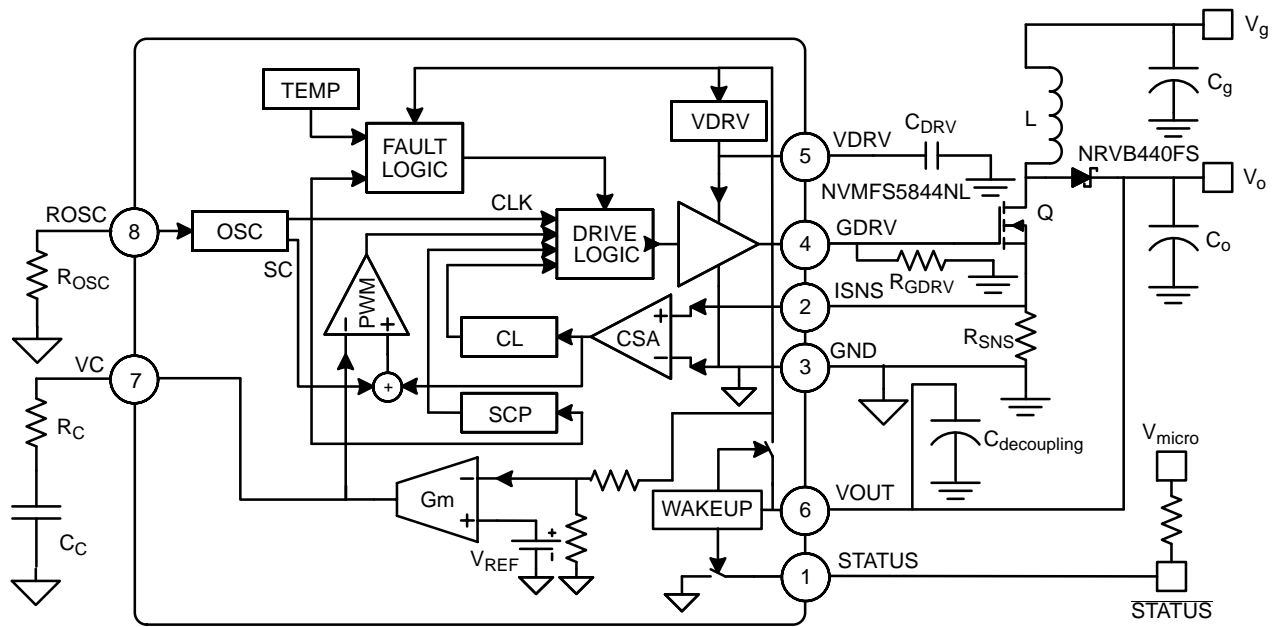 Vg
Cg
TEMP
VDRV
FAULT
LOGIC
L
VDRV
CDRV
5
NRVB440FS
NVMFS5844NL
Vo
ROSC
8
OSC
CLK
DRIVE
LOGIC
4
GDRV
Q
Co
ROSC
SC
RGDRV
PWM
- +
2
ISNS
CL
+
-
CSA
RSNS
VC
7
+
3
GND
SCP
RC
Cdecoupling
Vmicro
Gm
-
+
WAKEUP
6
VOUT
CC
VREF
+
-
1
STATUS
STATUS